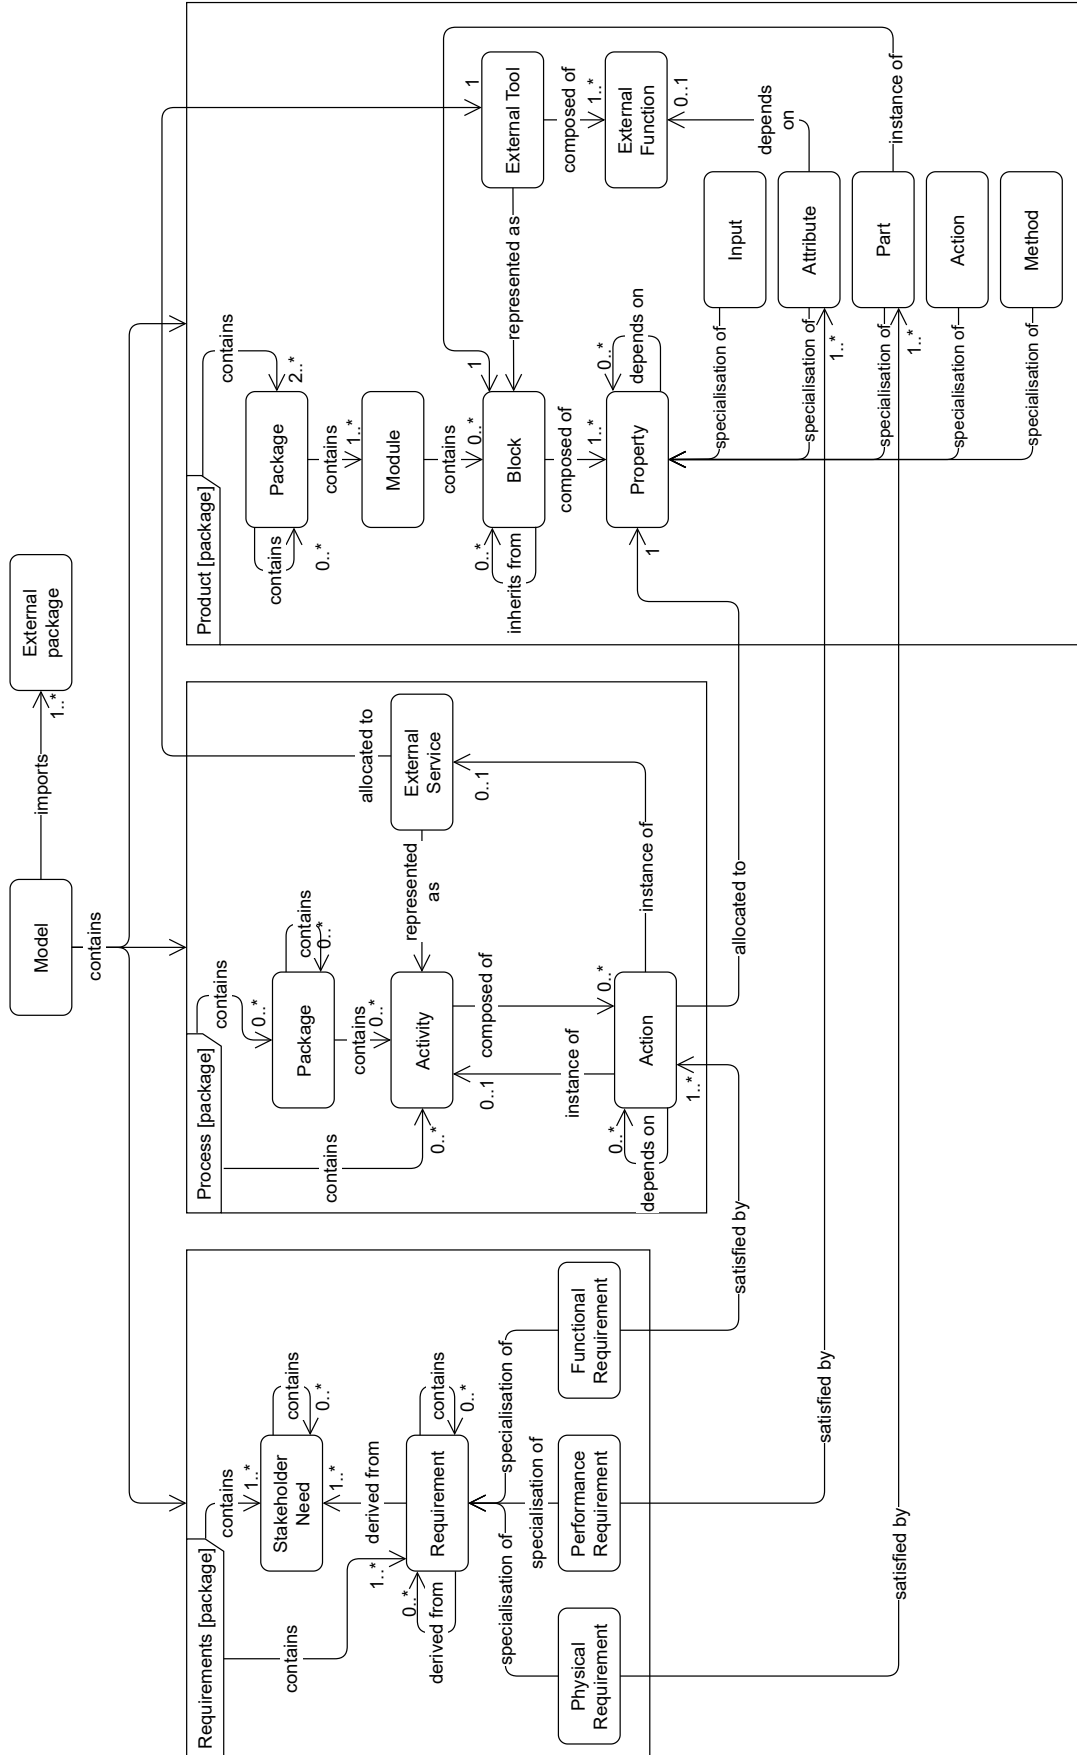 Model
imports
1..*
External
package
contains
Requirements [package]
contains
1..*
Stakeholder
Need
contains
0..*
contains
1..*
derived from
1..*
Requirement
contains
0..*
0..*
derived from
specialisation of
specialisation of
specialisation of
Physical
Requirement
Performance
Requirement
Functional
Requirement
Process [package]
contains
0..*
Package
contains
0..*
contains
0..*
contains
0..*
Activity
represented
as
External
Service
allocated to
composed of
0..*
instance of
0..1
0..1
instance of
Action
0..*
depends on
1..*
Product [package]
contains
2..*
Package
contains
0..*
contains
1..*
Module
contains
0..*
Block
1
0..*
inherits from
represented as
External Tool
1
composed of
1..*
composed of
1..*
External
Function
0..1
Property
1
0..*
depends on
depends
on
specialisation of
Input
specialisation of
Attribute
1..*
specialisation of
Part
1..*
instance of
specialisation of
Action
specialisation of
Method
satisfied by
allocated to
satisfied by
satisfied by